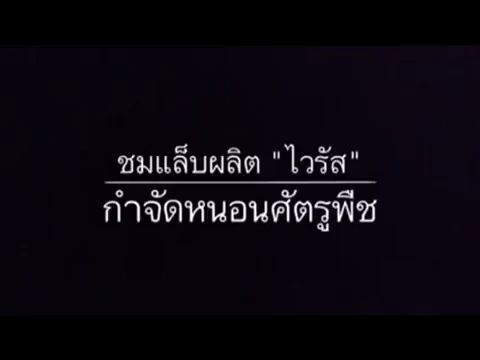 ชมแล็บผลิต "ไวรัส"
กำจัดหนอนศัตรูพืช